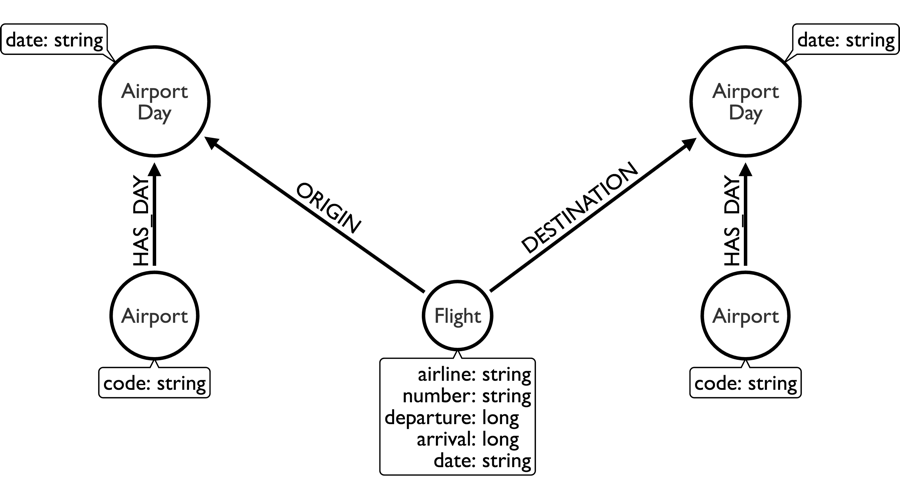 date: string
date: string
Airport
Day
Airport
Day
HAS_DAY
ORIGIN
DESTINATION
HAS_DAY
Airport
Flight
Airport
code: string
airline: string
number: string
departure: long
arrival: long
date: string
code: string